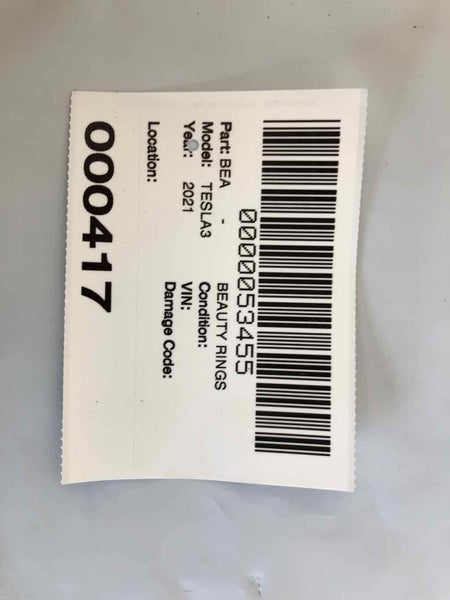 0000053455
Part: BEA - BEAUTY RINGS
Model: TESLA3 Condition:
Year: 2021 VIN:
Damage Code:
Location:
000417